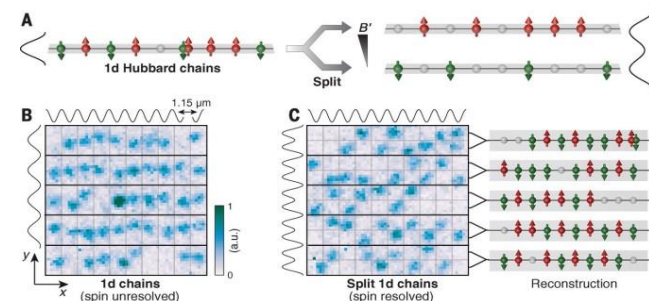 A
B'
1d Hubbard chains
Split
B
1.15 µm
1
(a.u.)
0
y
x
1d chains
(spin unresolved)
C
Split 1d chains
(spin resolved)
Reconstruction